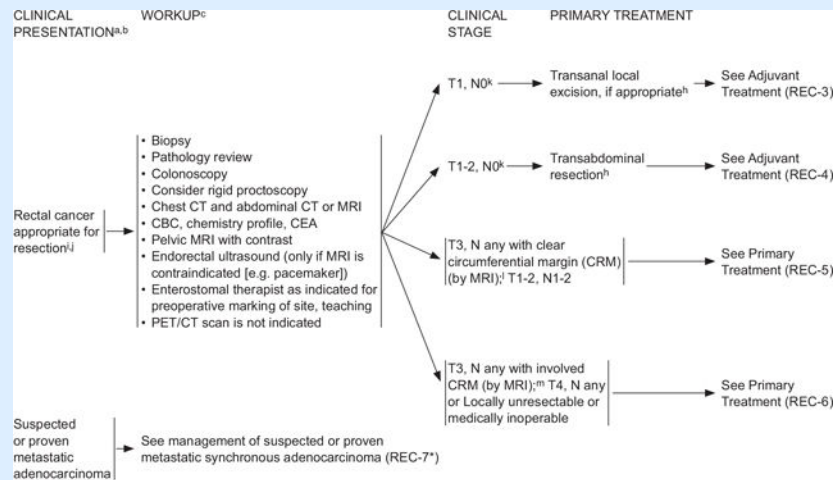 CLINICAL PRESENTATIONa,b
WORKUPc
CLINICAL STAGE
PRIMARY TREATMENT
Rectal cancer
appropriate for
resectioni,j
• Biopsy
• Pathology review
• Colonoscopy
• Consider rigid proctoscopy
• Chest CT and abdominal CT or MRI
• CBC, chemistry profile, CEA
• Pelvic MRI with contrast
• Endorectal ultrasound (only if MRI is
contraindicated [e.g. pacemaker])
• Enterostomal therapist as indicated for
preoperative marking of site, teaching
• PET/CT scan is not indicated
T1, N0k
Transanal local
excision, if appropriateh
See Adjuvant
Treatment (REC-3)
T1-2, N0k
Transabdominal
resectionh
See Adjuvant
Treatment (REC-4)
T3, N any with clear
circumferential margin (CRM)
(by MRI);l T1-2, N1-2
See Primary
Treatment (REC-5)
T3, N any with involved
CRM (by MRI);m T4, N any
or Locally unresectable or
medically inoperable
See Primary
Treatment (REC-6)
Suspected
or proven
metastatic
adenocarcinoma
See management of suspected or proven
metastatic synchronous adenocarcinoma (REC-7*)